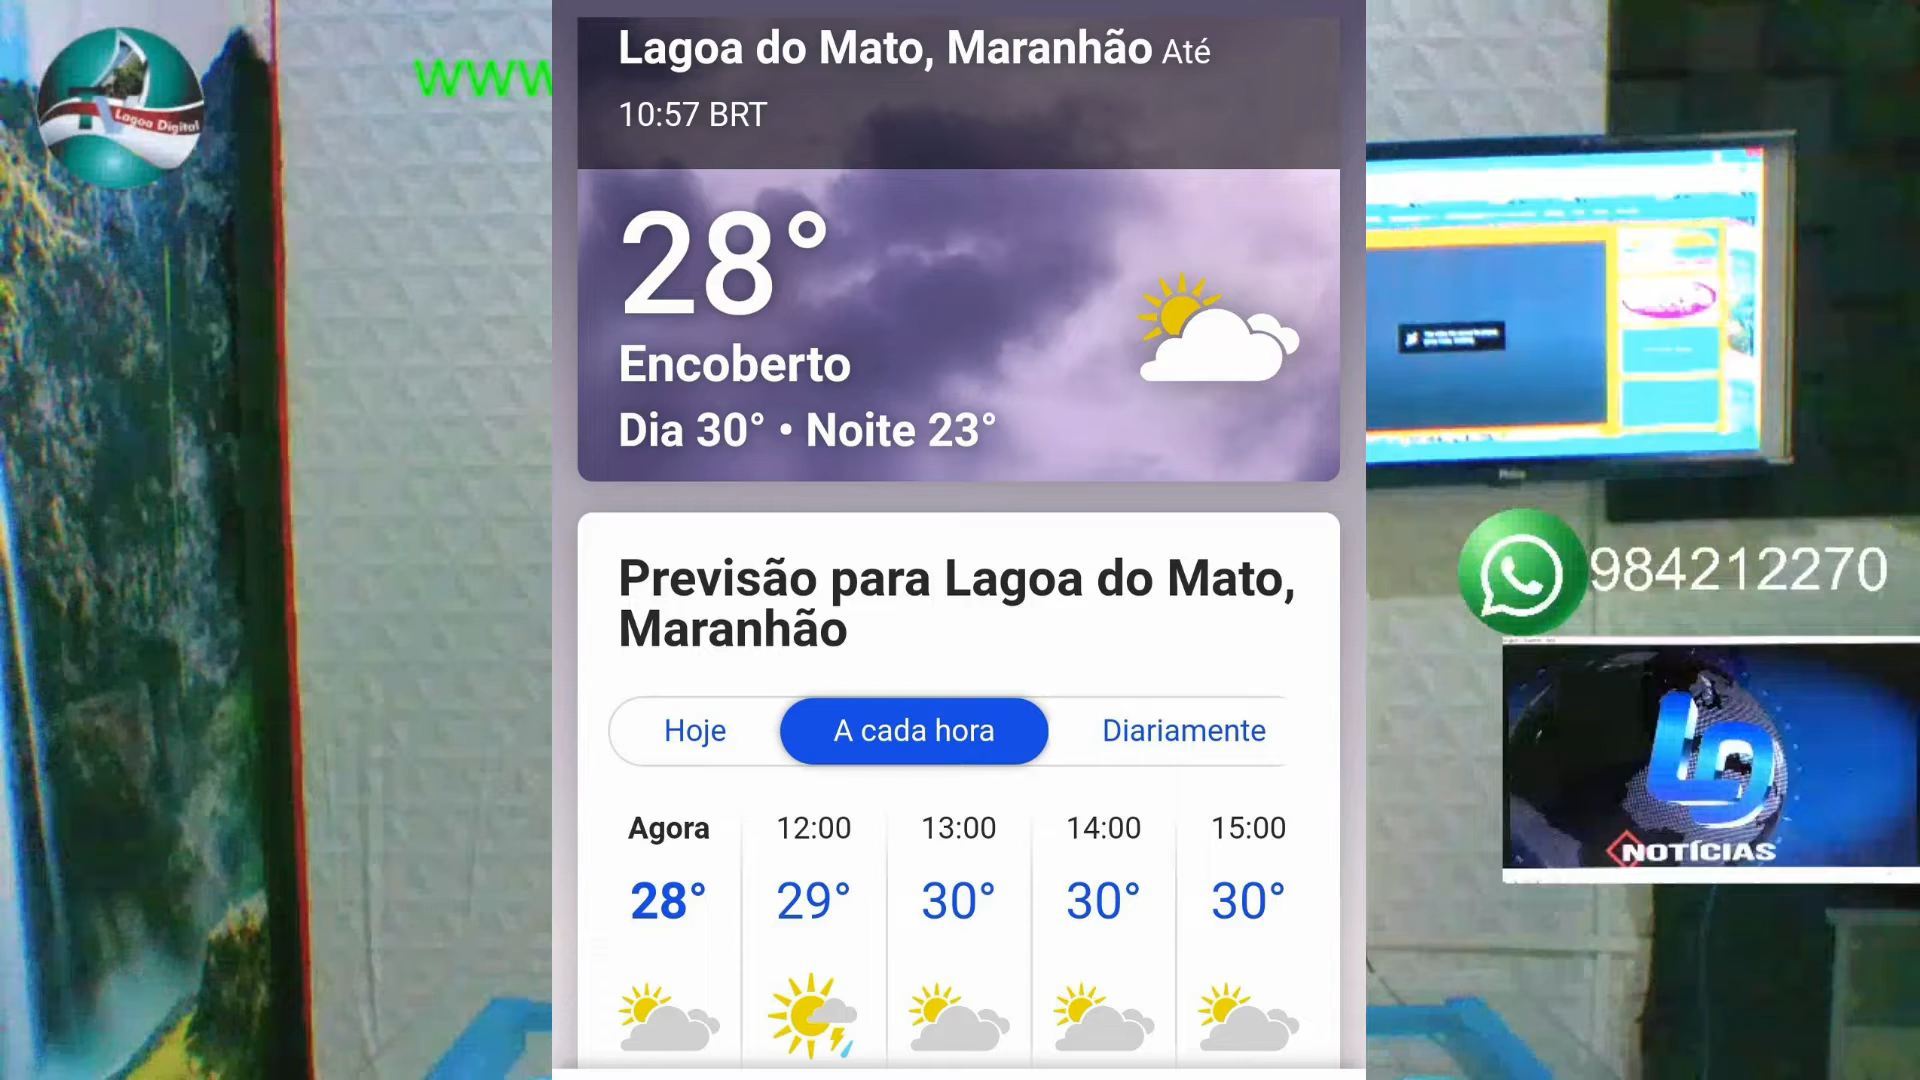 Lagoa Digital
WWW
Lagoa do Mato, Maranhão Até
10:57 BRT
28°
Encoberto
Dia 30° • Noite 23°
Previsão para Lagoa do Mato,
Maranhão
Hoje
A cada hora
Diariamente
Agora
12:00
13:00
14:00
15:00
28°
29°
30°
30°
30°
984212270
LD
NOTÍCIAS